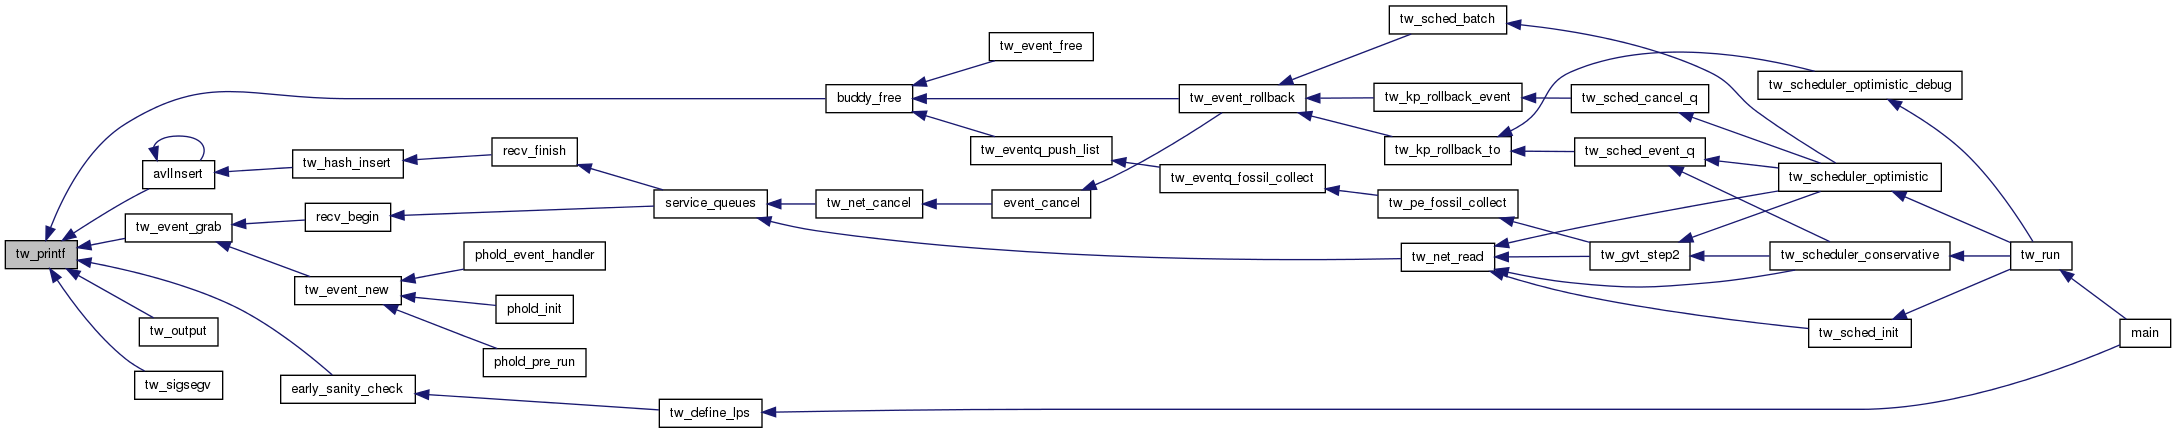 tw_printf
avlInsert
tw_event_grab
tw_output
tw_sigsegv
tw_hash_insert
recv_begin
tw_event_new
early_sanity_check
recv_finish
phold_event_handler
phold_init
phold_pre_run
service_queues
tw_define_lps
buddy_free
tw_net_cancel
tw_event_free
tw_eventq_push_list
event_cancel
tw_event_rollback
tw_eventq_fossil_collect
tw_sched_batch
tw_kp_rollback_event
tw_kp_rollback_to
tw_pe_fossil_collect
tw_net_read
tw_sched_cancel_q
tw_sched_event_q
tw_gvt_step2
tw_scheduler_optimistic_debug
tw_scheduler_optimistic
tw_scheduler_conservative
tw_sched_init
tw_run
main